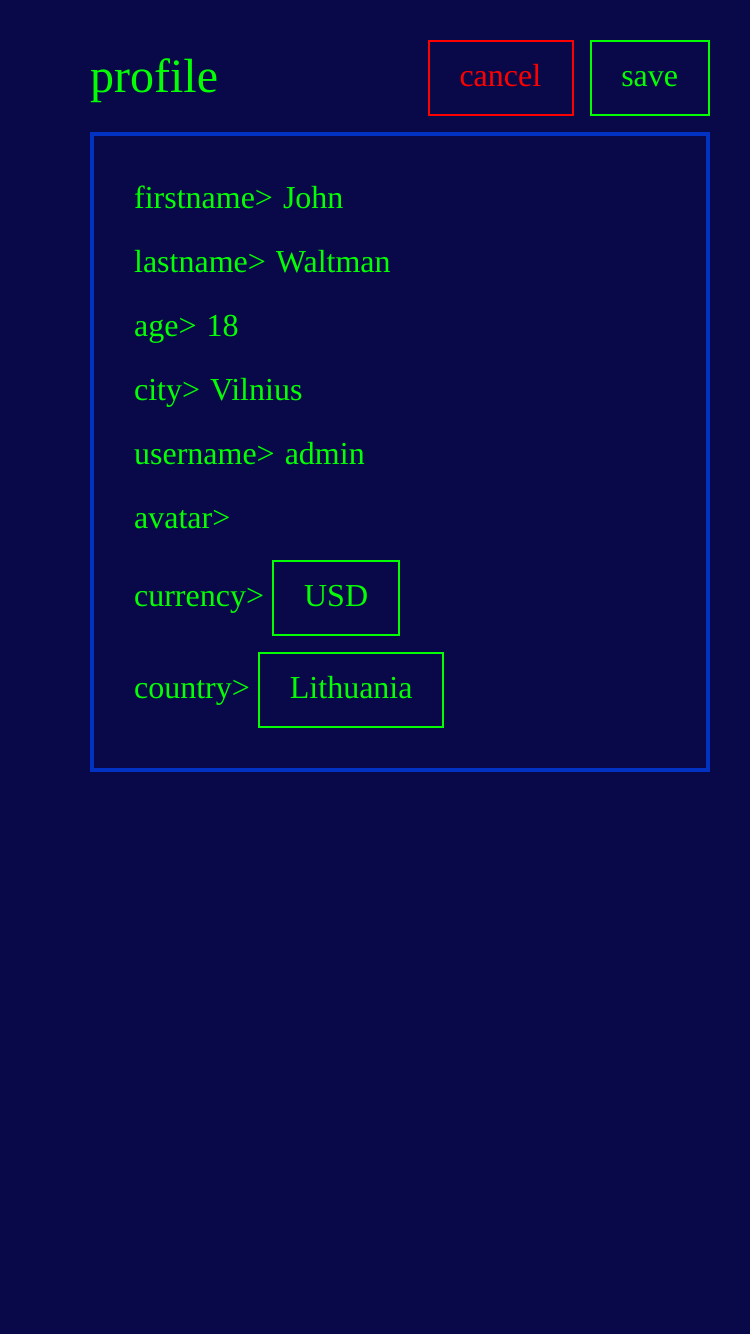 profile cancel save
firstname> John
lastname> Waltman
age> 18
city> Vilnius
username> admin
avatar>
currency> USD
country> Lithuania